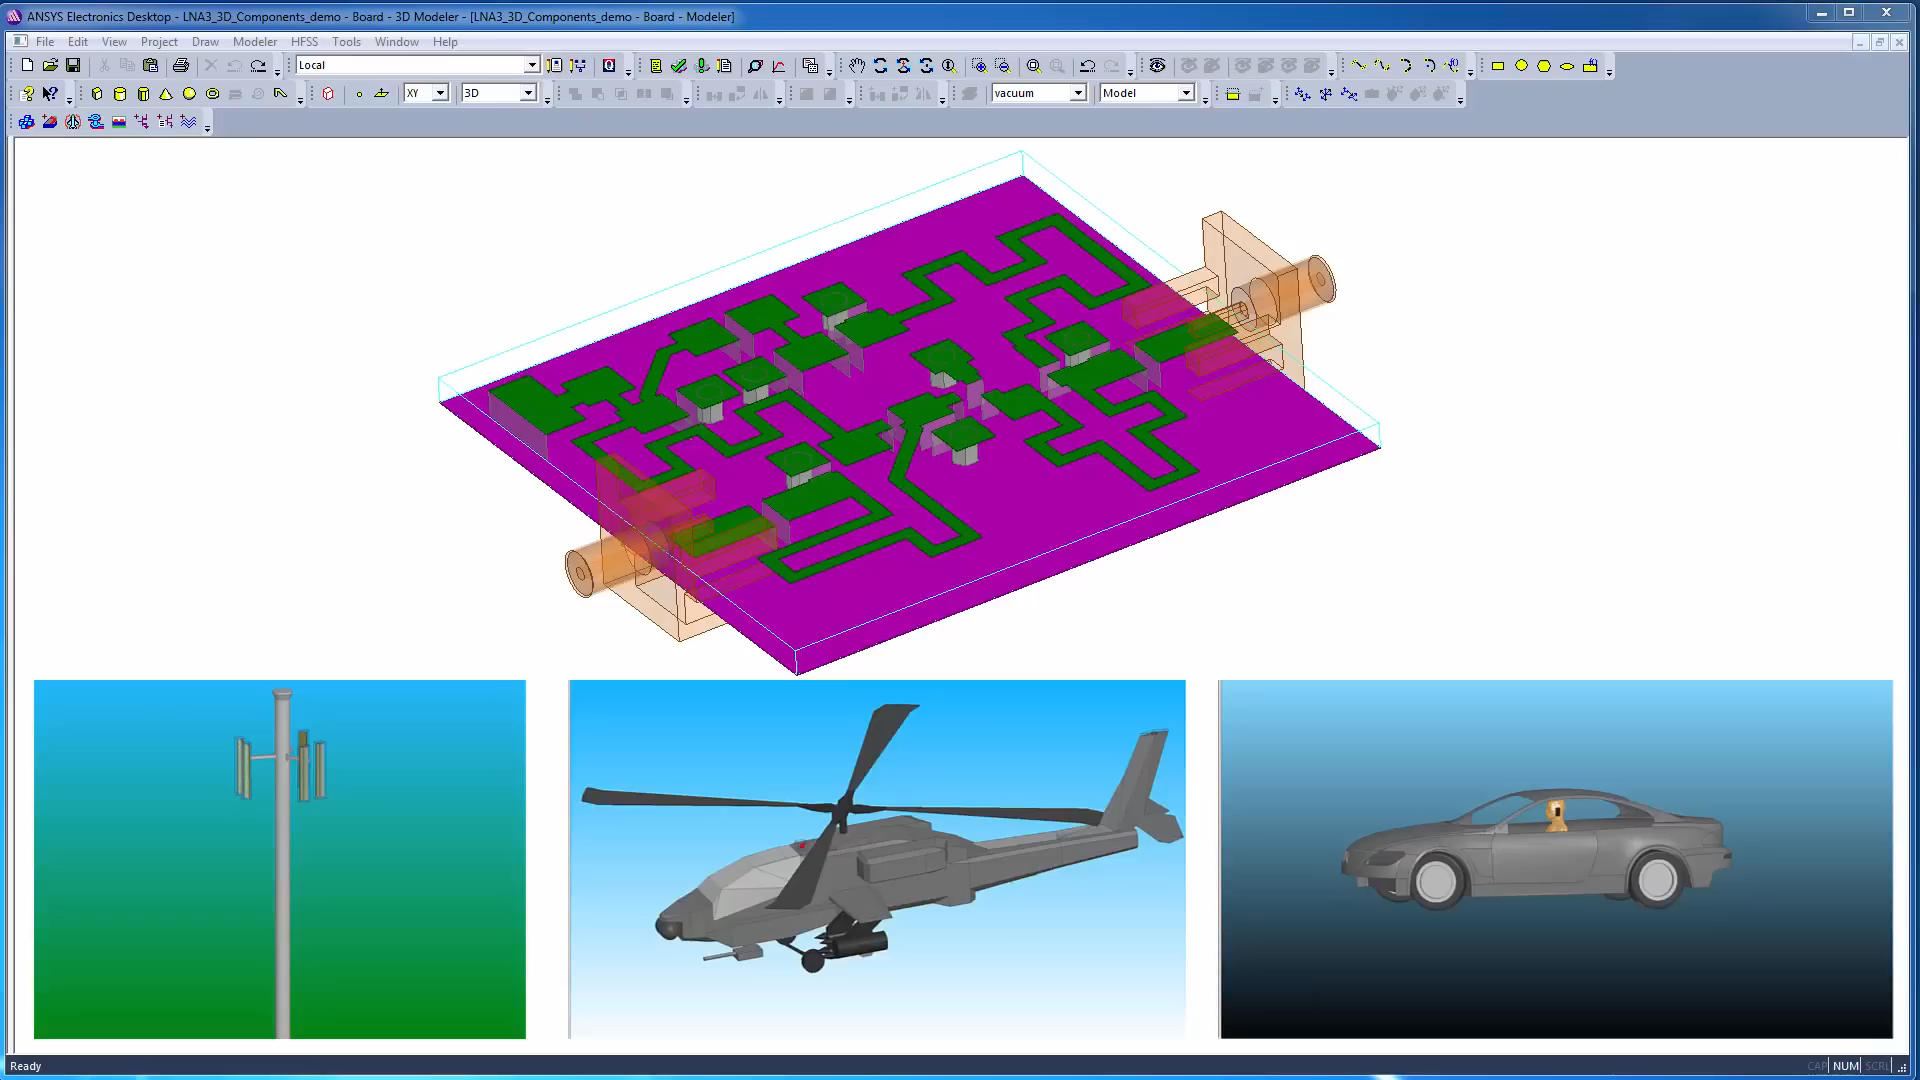 ANSYS Electronics Desktop - LNA3_3D_Components_demo - Board - 3D Modeler - [LNA3_3D_Components_demo - Board - Modeler]
File Edit View Project Draw Modeler HFSS Tools Window Help
Local
XY 3D vacuum Model
Ready CAP NUM SCRL